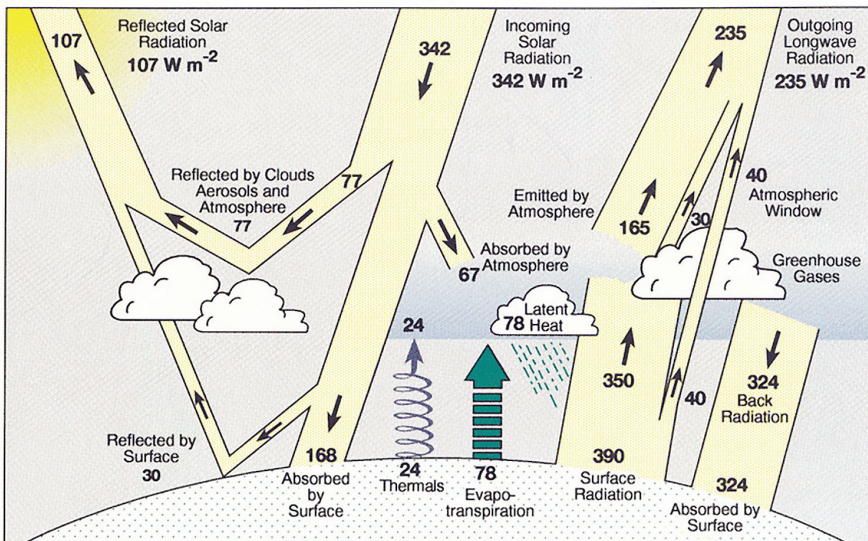 Reflected Solar
Radiation
107 W m⁻²
107
342
Incoming
Solar
Radiation
342 W m⁻²
235
Outgoing
Longwave
Radiation
235 W m⁻²
Reflected by Clouds
Aerosols and
Atmosphere
77
77
Emitted by
Atmosphere
165
30
40
Atmospheric
Window
Absorbed by
Atmosphere
67
Greenhouse
Gases
24
78
Latent
Heat
350
40
324
Back
Radiation
Reflected by
Surface
30
168
Absorbed
by
Surface
24
Thermals
78
Evapo-
transpiration
390
Surface
Radiation
324
Absorbed by
Surface